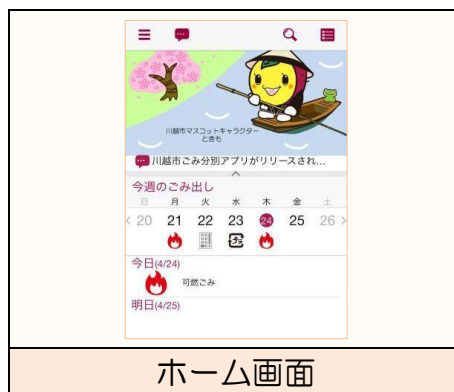 川越市マスコットキャラクター
ときも
川越市ごみ分別アプリがリリースされ...
今週のごみ出し
日 月 火 水 木 金 土
20 21 22 23 24 25 26
プラ
今日(4/24)
可燃ごみ
明日(4/25)
ホーム画面